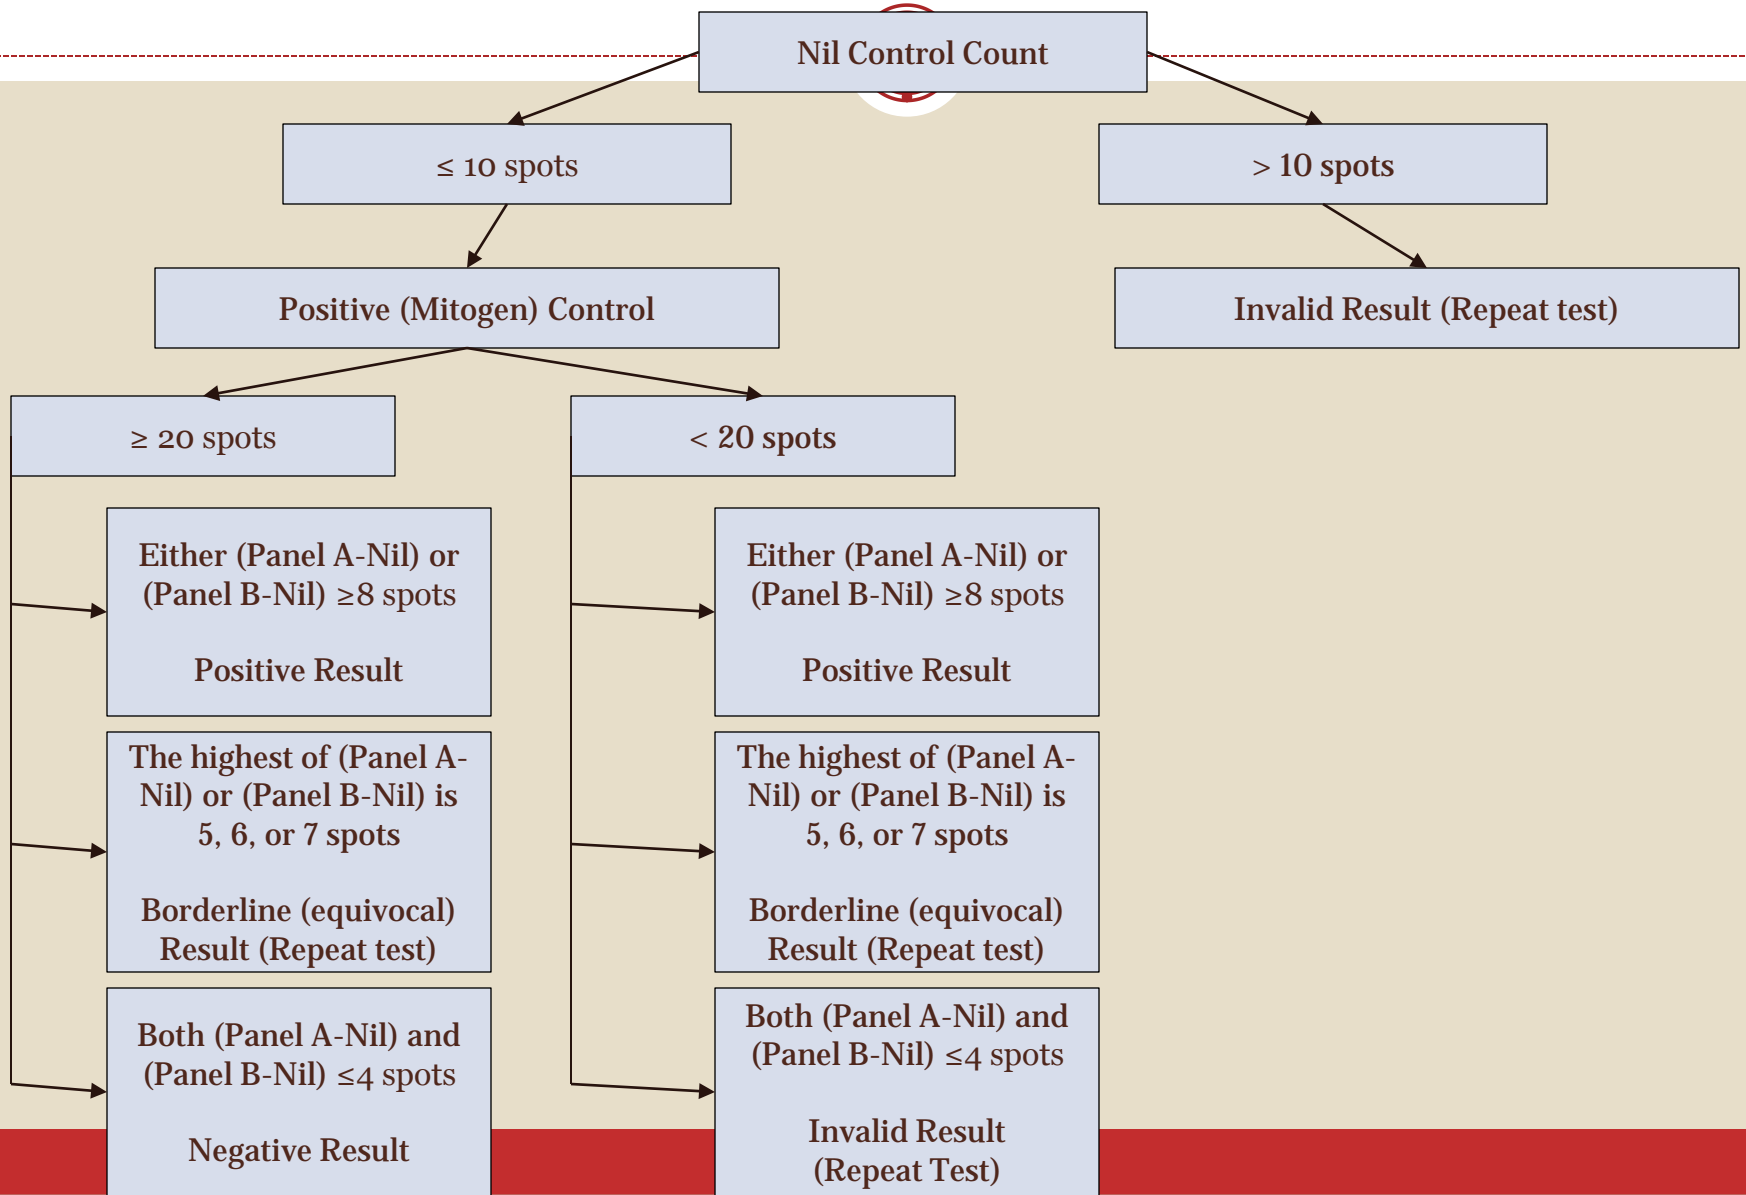 Nil Control Count
≤ 10 spots
> 10 spots
Positive (Mitogen) Control
Invalid Result (Repeat test)
≥ 20 spots
< 20 spots
Either (Panel A-Nil) or
(Panel B-Nil) ≥8 spots
Positive Result
The highest of (Panel A-
Nil) or (Panel B-Nil) is
5, 6, or 7 spots
Borderline (equivocal)
Result (Repeat test)
Both (Panel A-Nil) and
(Panel B-Nil) ≤4 spots
Negative Result
Either (Panel A-Nil) or
(Panel B-Nil) ≥8 spots
Positive Result
The highest of (Panel A-
Nil) or (Panel B-Nil) is
5, 6, or 7 spots
Borderline (equivocal)
Result (Repeat test)
Both (Panel A-Nil) and
(Panel B-Nil) ≤4 spots
Invalid Result
(Repeat Test)